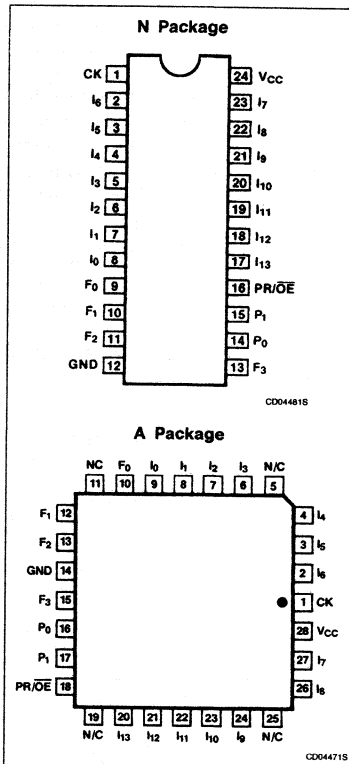 N Package
CK 1 24 VCC
I6 2 23 I7
I5 3 22 I8
I4 4 21 I9
I3 5 20 I10
I2 6 19 I11
I1 7 18 I12
I0 8 17 I13
F0 9 16 PR/OE
F1 10 15 P1
F2 11 14 P0
GND 12 13 F3
CD04481S
A Package
NC F0 I0 I1 I2 I3 N/C
11 10 9 8 7 6 5
F1 12 4 I4
F2 13 3 I5
GND 14 2 I6
F3 15 1 CK
P0 16 28 VCC
P1 17 27 I7
PR/OE 18 26 I8
19 20 21 22 23 24 25
N/C I13 I12 I11 I10 I9 N/C
CD04471S